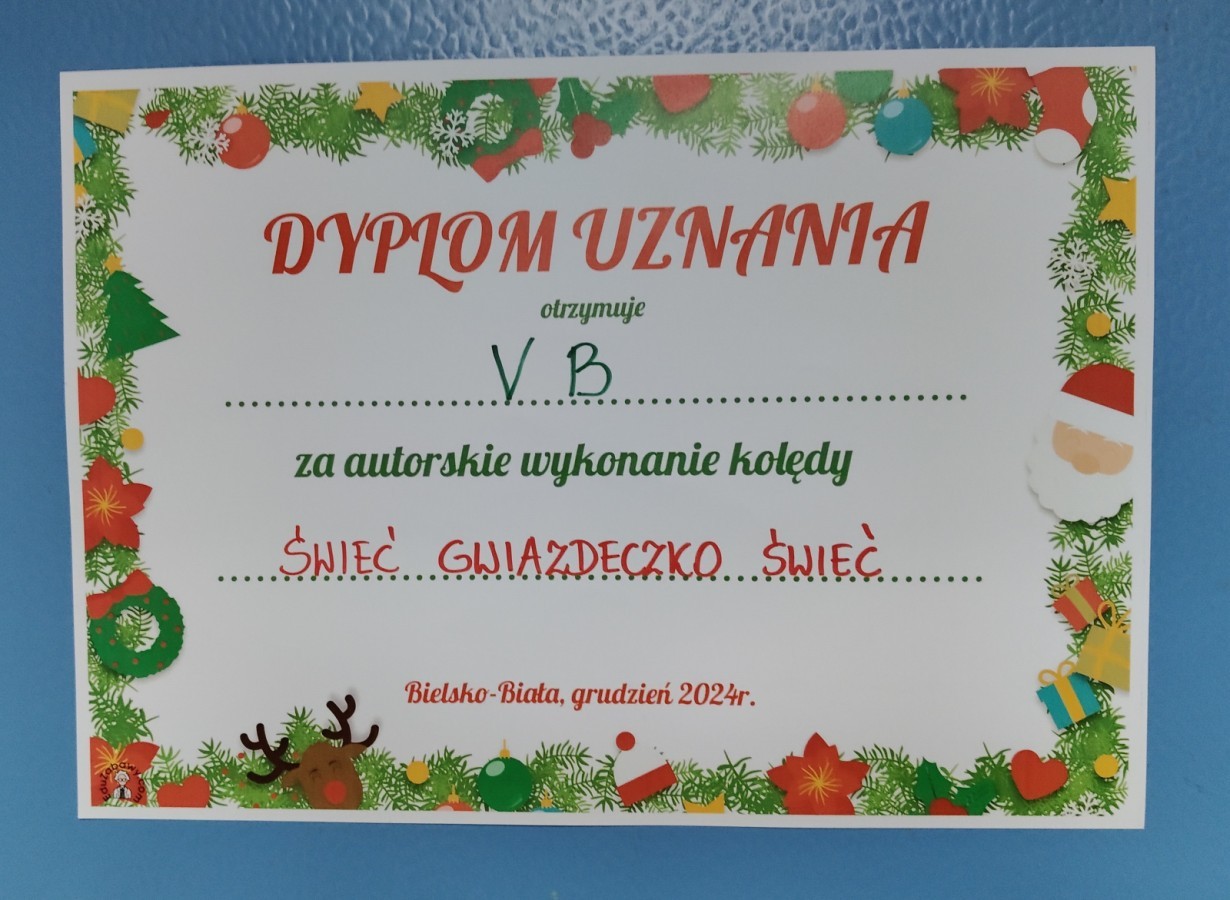 DYPLOM UZNANIA
otrzymuje
V B
za autorskie wykonanie kolędy
ŚWIEĆ GWIAZDECZKO ŚWIEĆ
Bielsko-Biała, grudzień 2024r.